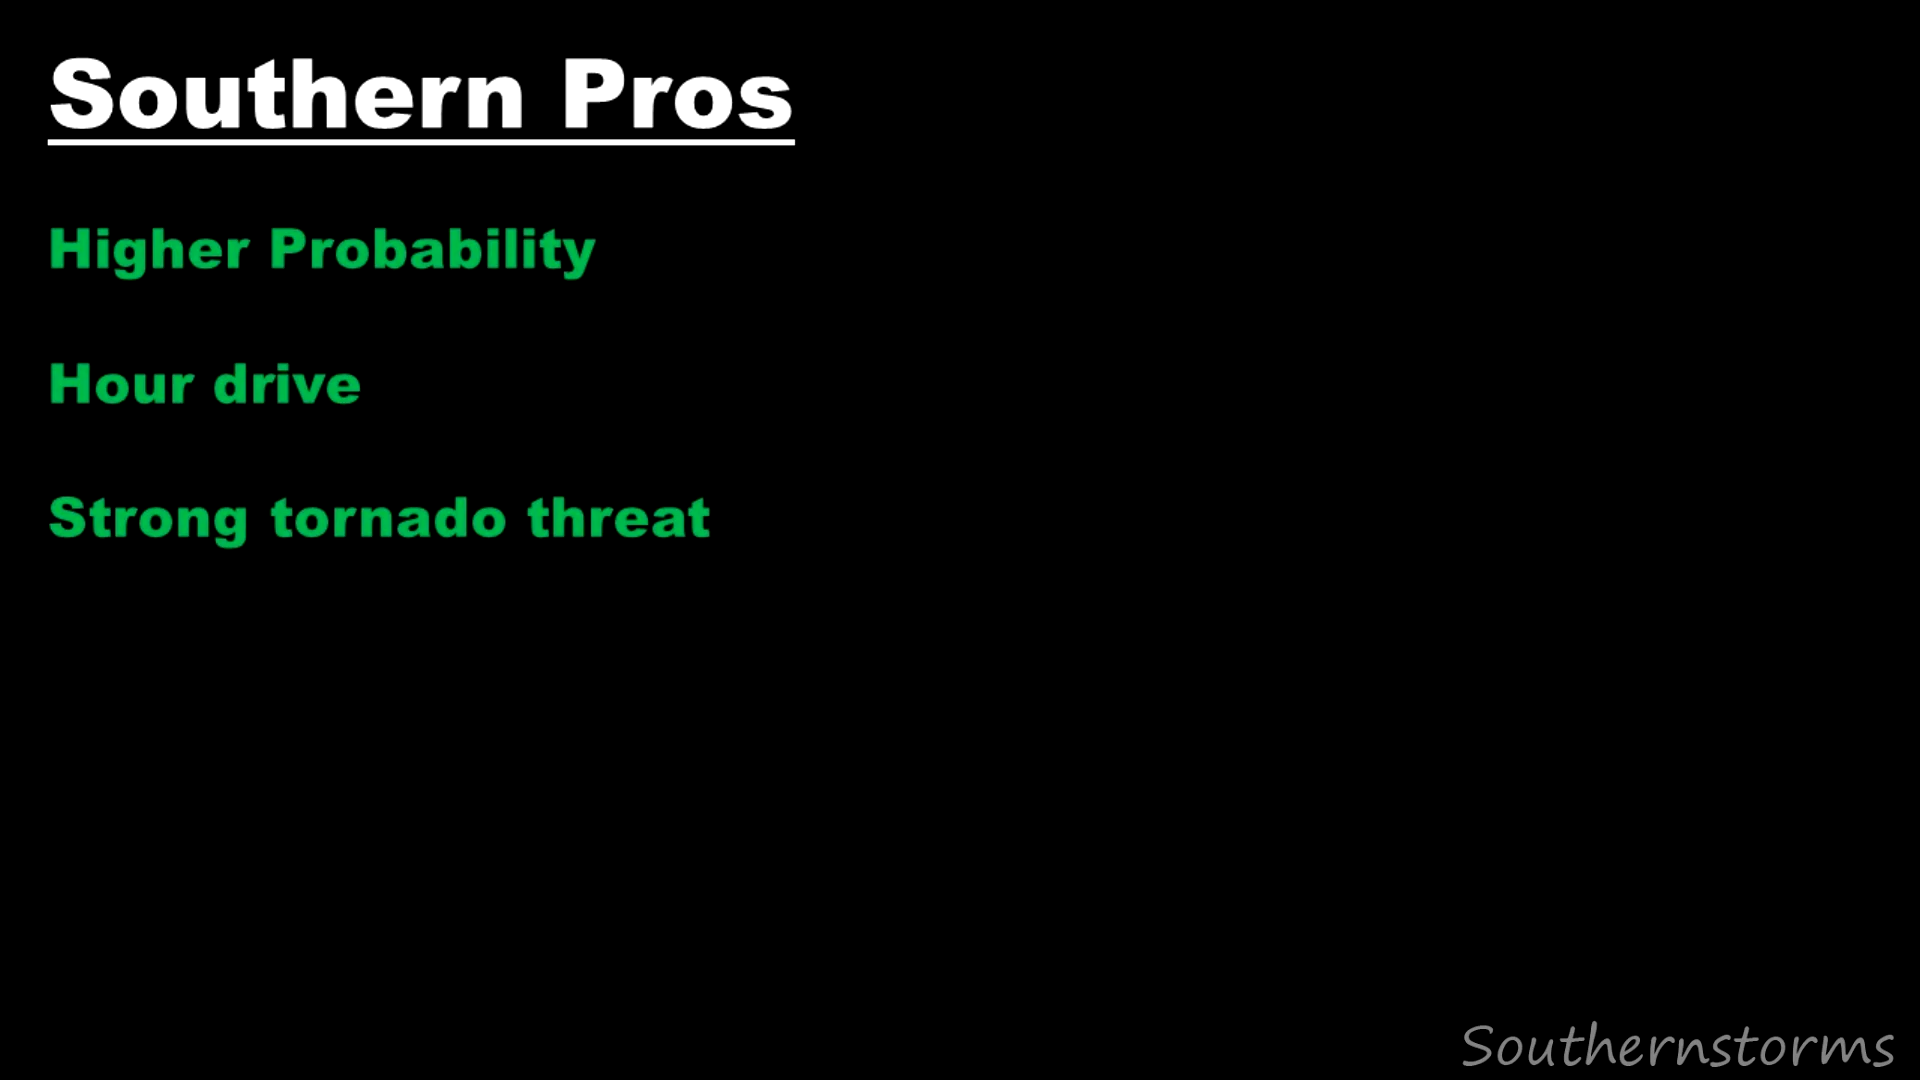 Southern Pros
Higher Probability
Hour drive
Strong tornado threat
Southernstorms